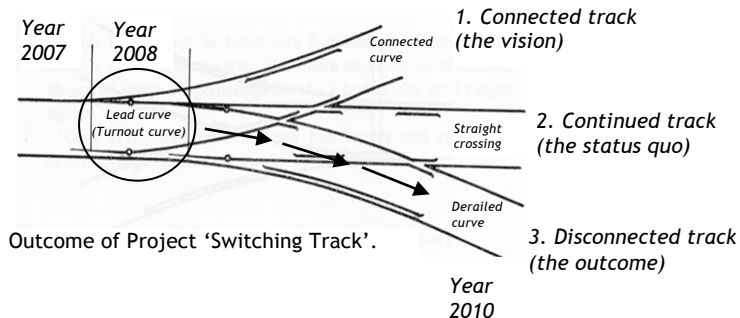 Year
2007
Year
2008
1. Connected track
(the vision)
Connected
curve
Lead curve
(Turnout curve)
Straight
crossing
2. Continued track
(the status quo)
Derailed
curve
Outcome of Project ‘Switching Track’.
3. Disconnected track
(the outcome)
Year
2010